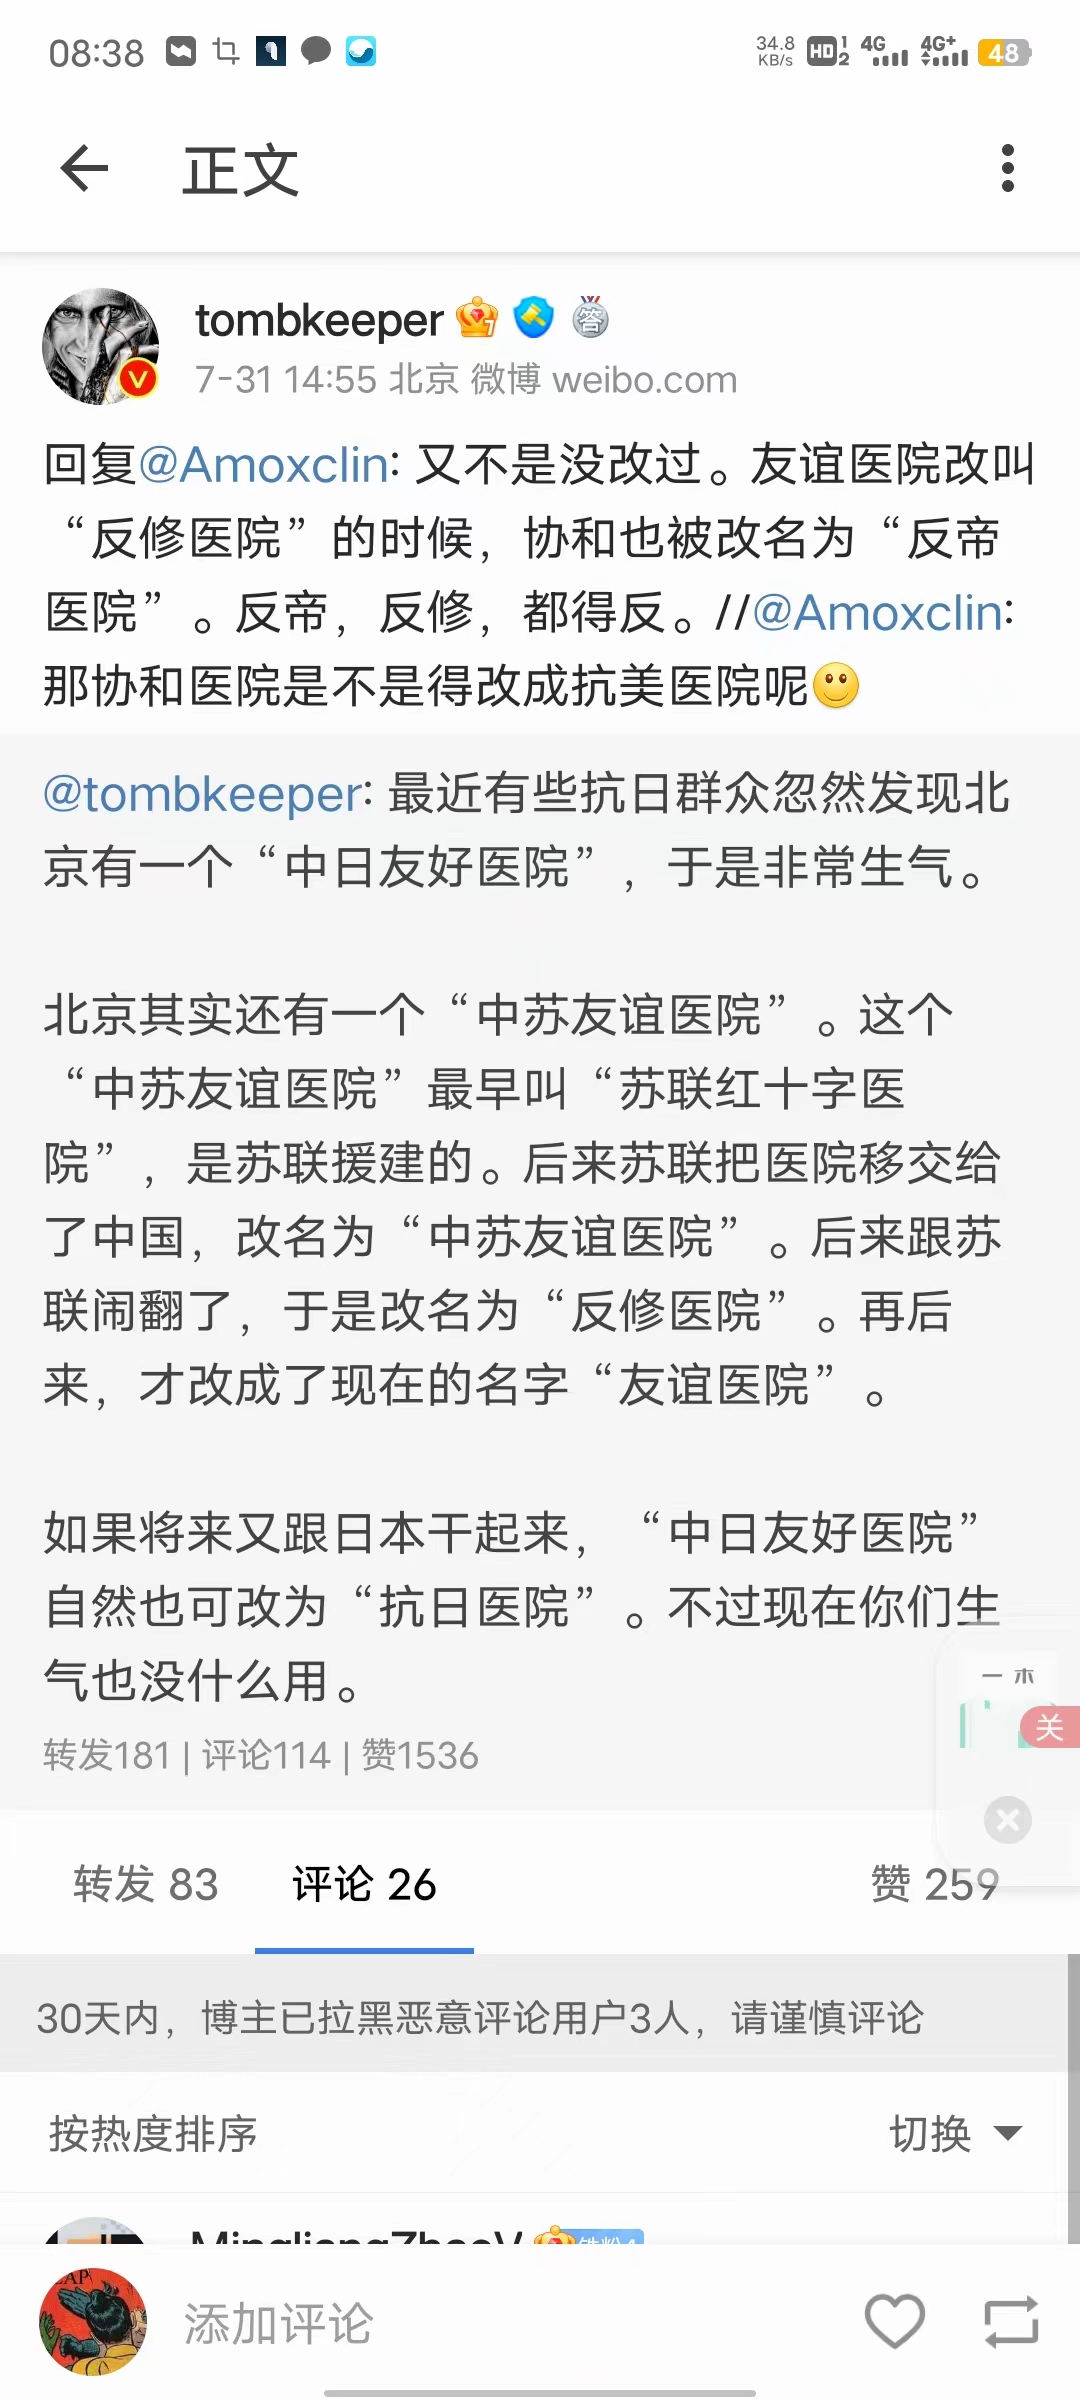 08:38
34.8 KB/s HD 1 2 4G 4G+ 48
正文
tombkeeper
7-31 14:55 北京 微博 weibo.com
回复@Amoxclin: 又不是没改过。友谊医院改叫
“反修医院”的时候，协和也被改名为“反帝
医院”。反帝，反修，都得反。//@Amoxclin:
那协和医院是不是得改成抗美医院呢
@tombkeeper: 最近有些抗日群众忽然发现北
京有一个“中日友好医院”，于是非常生气。
北京其实还有一个“中苏友谊医院”。这个
“中苏友谊医院”最早叫“苏联红十字医
院”，是苏联援建的。后来苏联把医院移交给
了中国，改名为“中苏友谊医院”。后来跟苏
联闹翻了，于是改名为“反修医院”。再后
来，才改成了现在的名字“友谊医院”。
如果将来又跟日本干起来，“中日友好医院”
自然也可改为“抗日医院”。不过现在你们生
气也没什么用。
转发181 | 评论114 | 赞1536
关
转发 83 评论 26 赞 259
30天内，博主已拉黑恶意评论用户3人，请谨慎评论
按热度排序 切换
MingliangZhaoV
添加评论